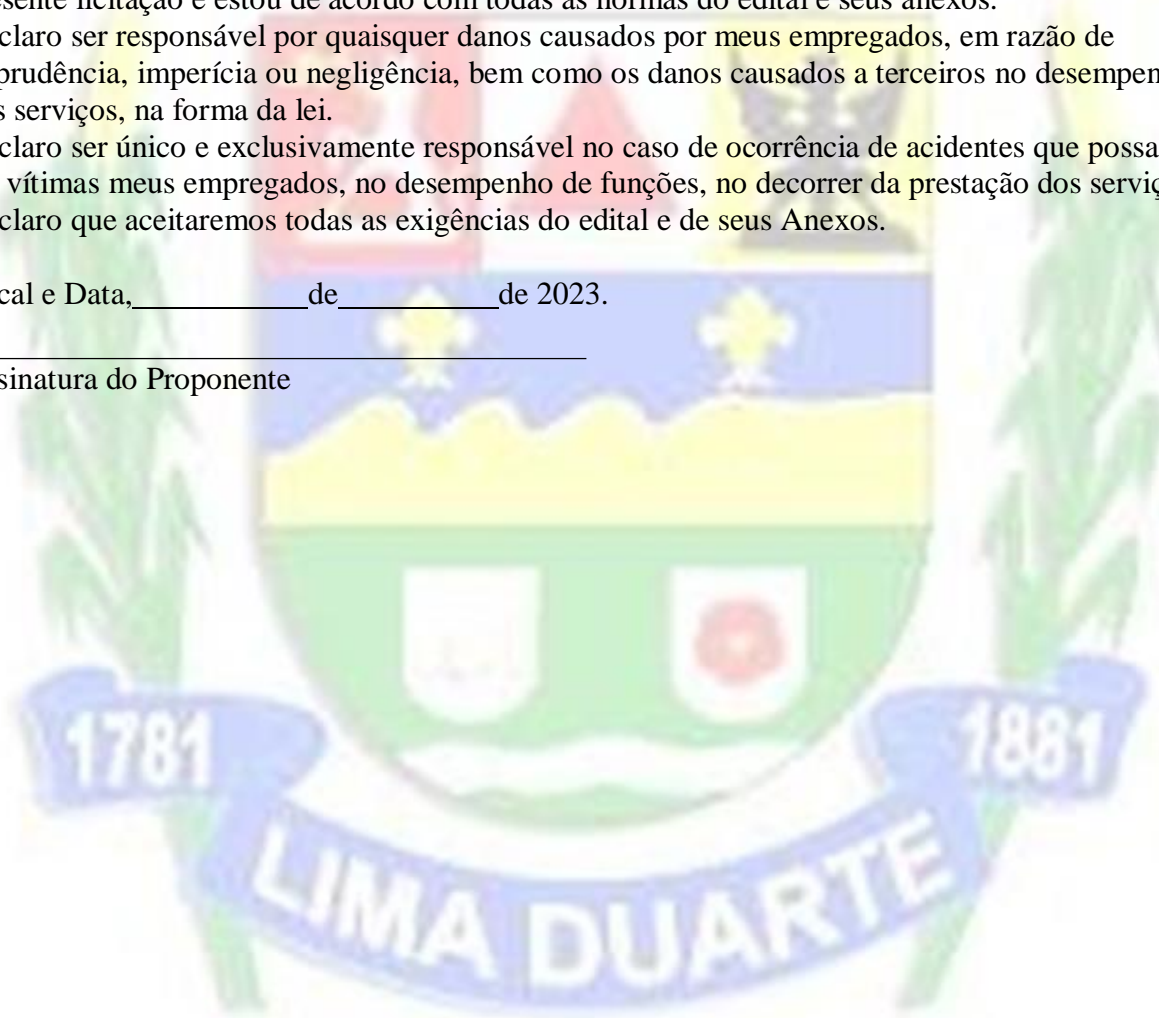 esente licitação e estou de acordo com todas as normas do edital e seus anexos.
claro ser responsável por quaisquer danos causados por meus empregados, em razão de
prudência, imperícia ou negligência, bem como os danos causados a terceiros no desempen
s serviços, na forma da lei.
claro ser único e exclusivamente responsável no caso de ocorrência de acidentes que possa
vítimas meus empregados, no desempenho de funções, no decorrer da prestação dos serviç
claro que aceitaremos todas as exigências do edital e de seus Anexos.
cal e Data,___________de__________de 2023.
sinatura do Proponente
1781
1881
LIMA DUARTE